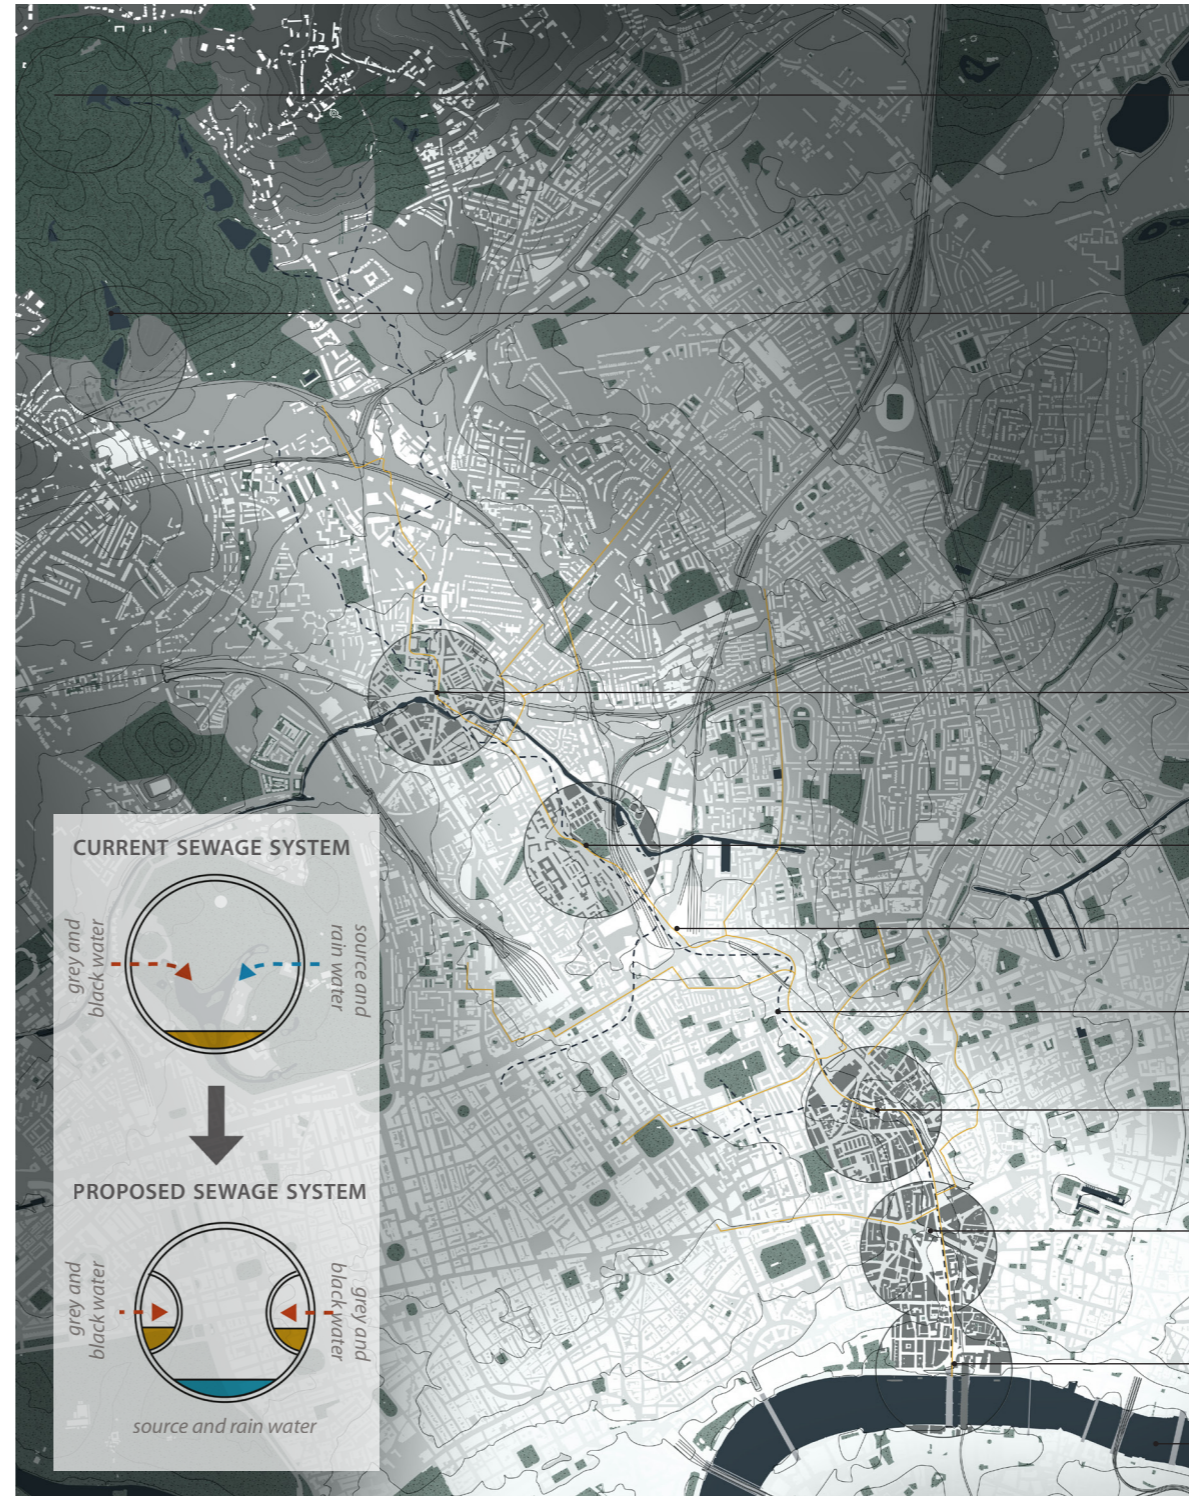 CURRENT SEWAGE SYSTEM
grey and
black water
source and
rain water
PROPOSED SEWAGE SYSTEM
grey and
black water
grey and
black water
source and rain water